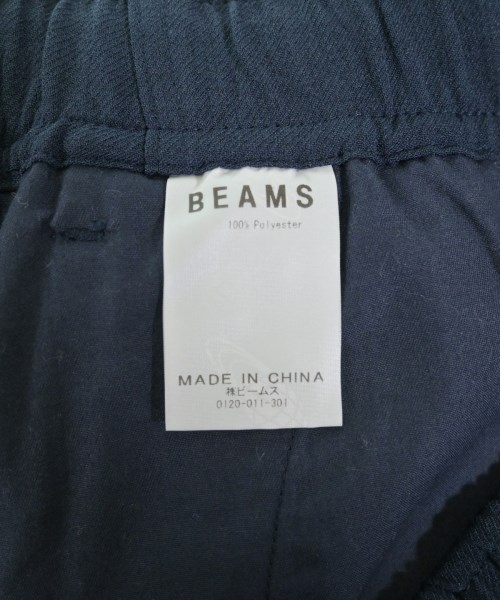 BEAMS
100% Polyester
MADE IN CHINA
㈱ビームス
0120-011-301